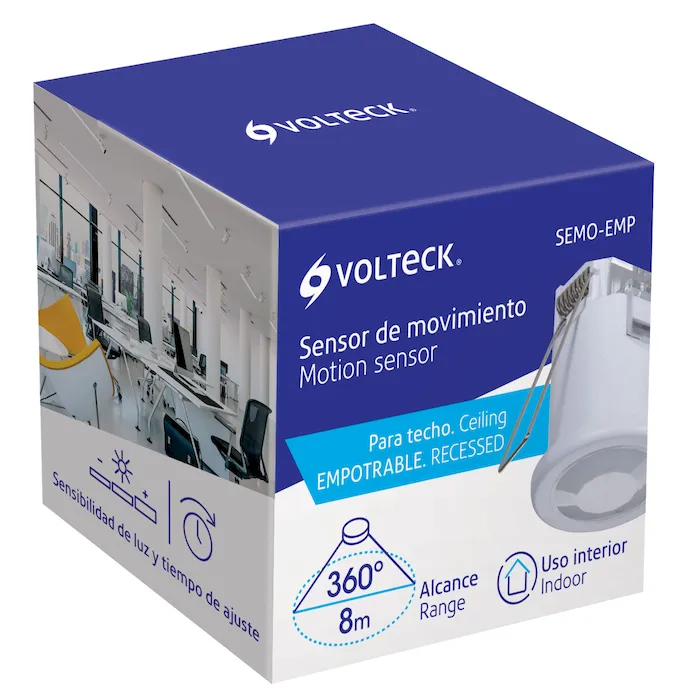 VOLTECK®
SEMO-EMP
VOLTECK®
Sensor de movimiento
Motion sensor
Para techo. Ceiling
EMPOTRABLE. RECESSED
360°
8m
Alcance
Range
Uso interior
Indoor
- +
Sensibilidad de luz y tiempo de ajuste